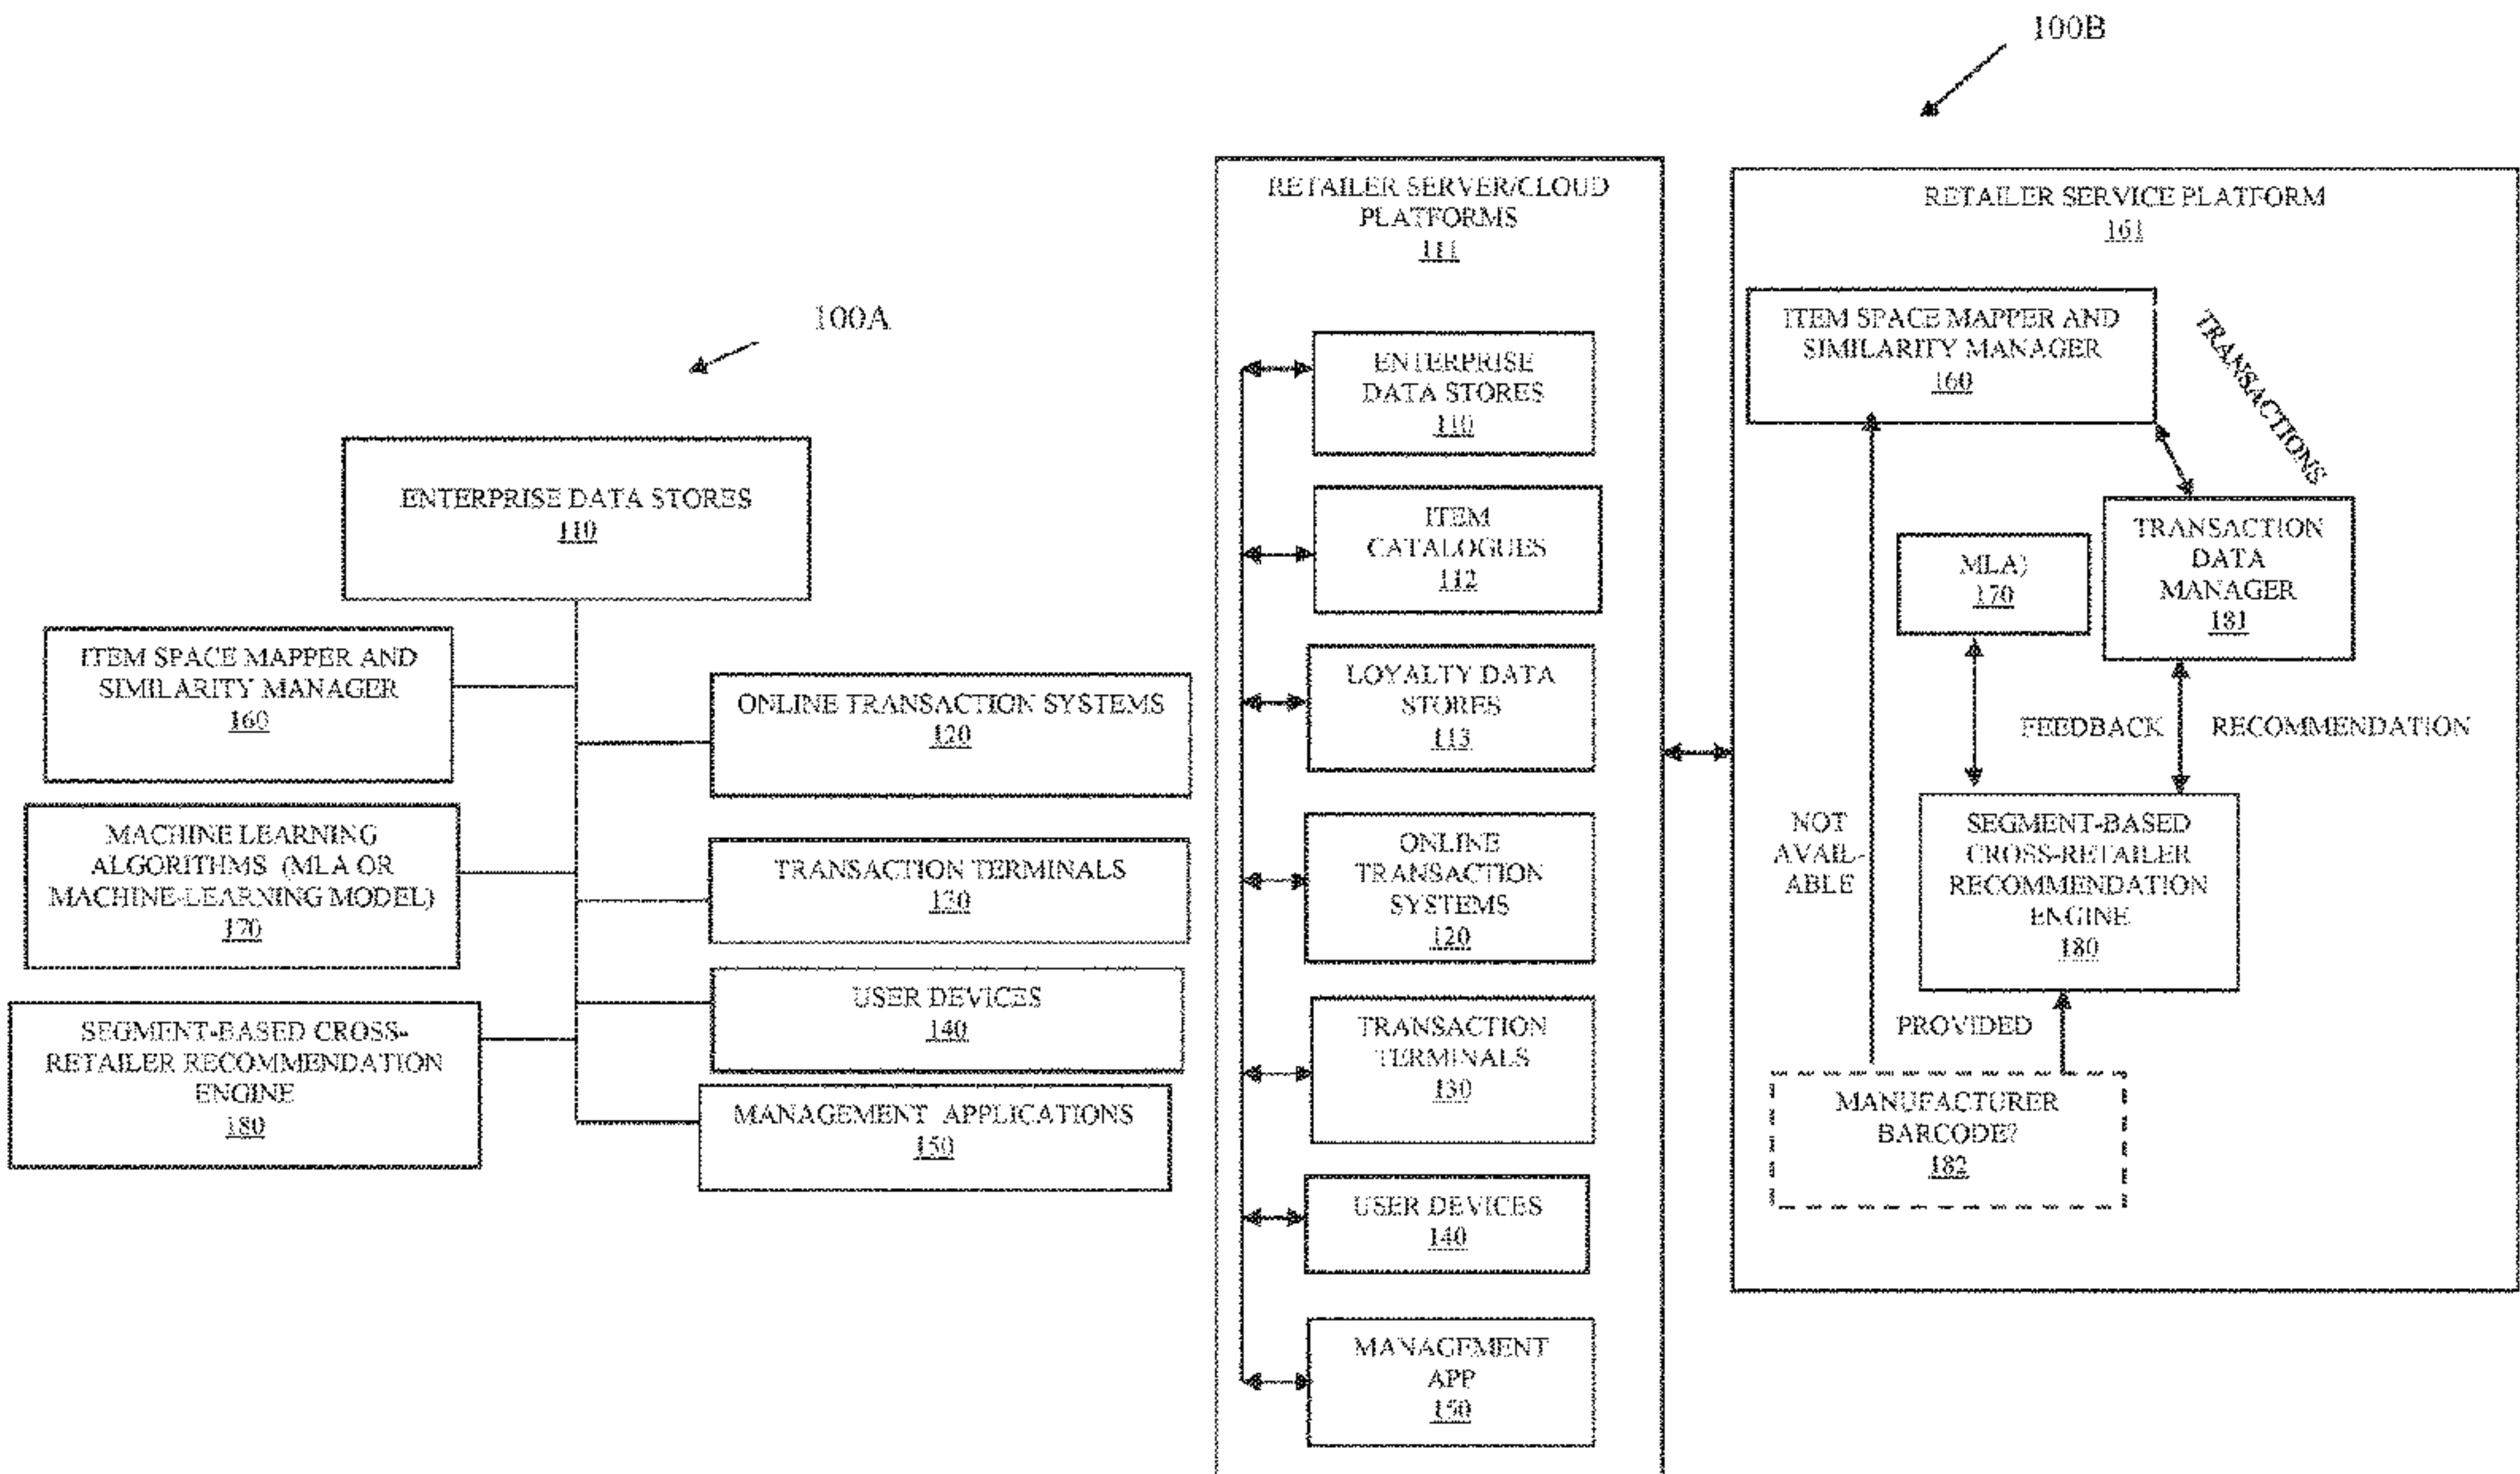 100A
ENTERPRISE DATA STORES
110
ITEM SPACE MAPPER AND
SIMILARITY MANAGER
160
MACHINE LEARNING
ALGORITHMS (MLA OR
MACHINE-LEARNING MODEL)
170
SEGMENT-BASED CROSS-
RETAILER RECOMMENDATION
ENGINE
180
ONLINE TRANSACTION SYSTEMS
120
TRANSACTION TERMINALS
130
USER DEVICES
140
MANAGEMENT APPLICATIONS
150
100B
RETAILER SERVER/CLOUD
PLATFORMS
111
ENTERPRISE
DATA STORES
110
ITEM
CATALOGUES
112
LOYALTY DATA
STORES
113
ONLINE
TRANSACTION
SYSTEMS
120
TRANSACTION
TERMINALS
130
USER DEVICES
140
MANAGEMENT
APP
150
RETAILER SERVICE PLATFORM
161
ITEM SPACE MAPPER AND
SIMILARITY MANAGER
160
TRANSACTIONS
MLA)
170
TRANSACTION
DATA
MANAGER
181
FEEDBACK
RECOMMENDATION
NOT
AVAIL-
ABLE
SEGMENT-BASED
CROSS-RETAILER
RECOMMENDATION
ENGINE
180
PROVIDED
MANUFACTURER
BARCODE?
182